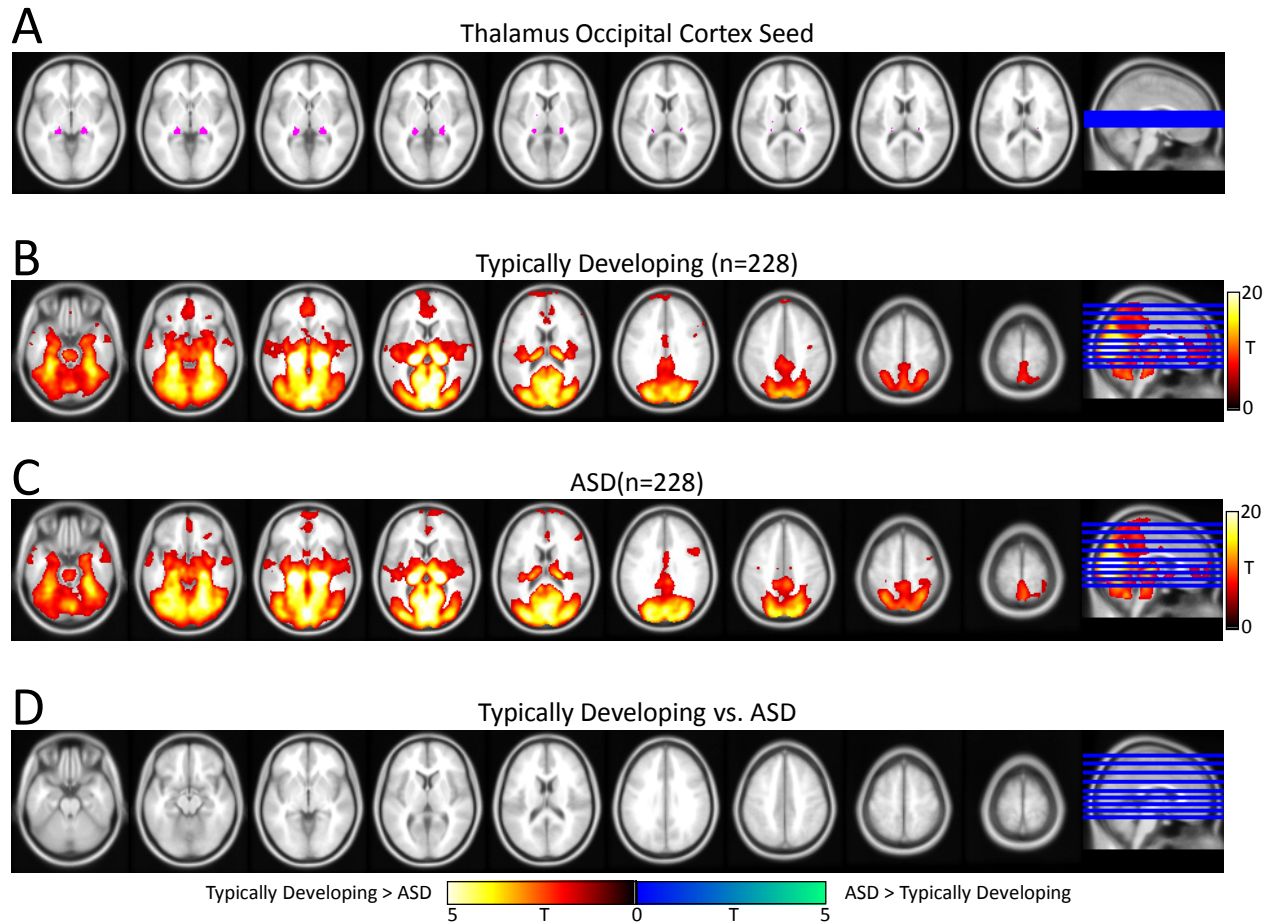 A
Thalamus Occipital Cortex Seed
B
Typically Developing (n=228)
20
T
0
C
ASD(n=228)
20
T
0
D
Typically Developing vs. ASD
Typically Developing > ASD
ASD > Typically Developing
5 T 0 T 5